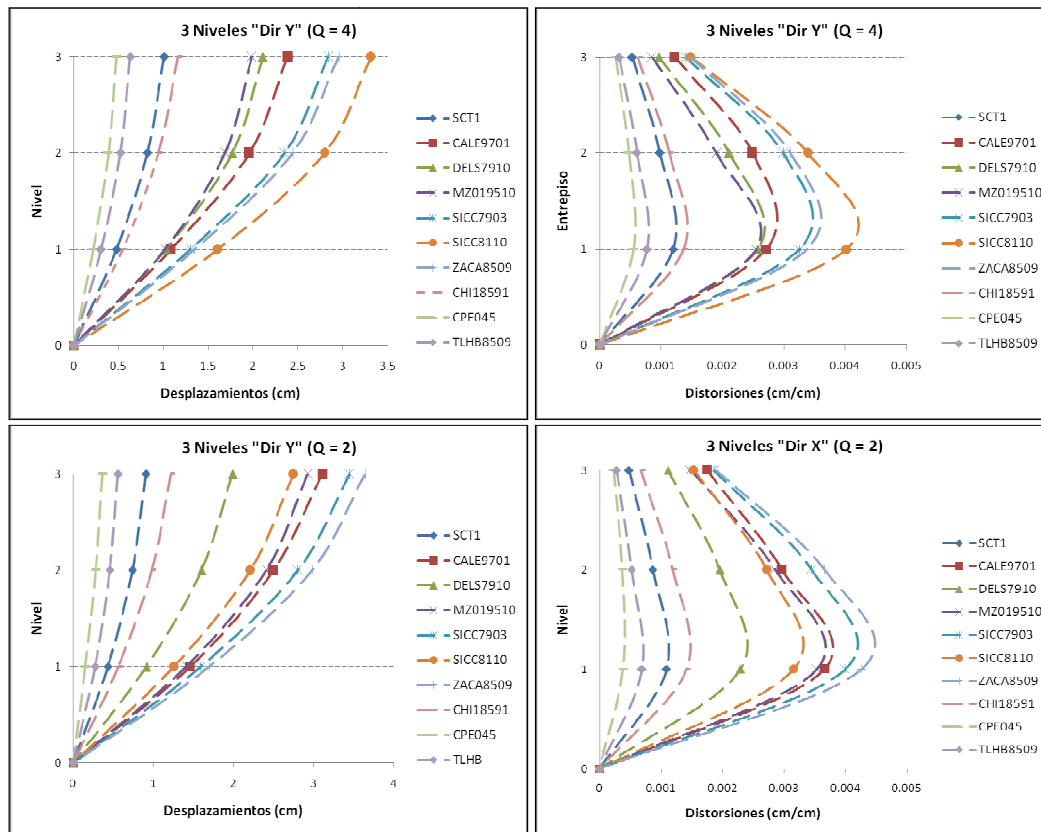 3 Niveles "Dir Y" (Q = 4)
3
2
1
0
Nivel
0
0.5
1
1.5
2
2.5
3
3.5
Desplazamientos (cm)
SCT1
CALE9701
DELS7910
MZ019510
SICC7903
SICC8110
ZACA8509
CHI18591
CPE045
TLHB8509
3 Niveles "Dir Y" (Q = 4)
3
2
1
0
Entrepiso
0
0.001
0.002
0.003
0.004
0.005
Distorsiones (cm/cm)
SCT1
CALE9701
DELS7910
MZ019510
SICC7903
SICC8110
ZACA8509
CHI18591
CPE045
TLHB8509
3 Niveles "Dir Y" (Q = 2)
3
2
1
0
Nivel
0
1
2
3
4
Desplazamientos (cm)
SCT1
CALE9701
DELS7910
MZ019510
SICC7903
SICC8110
ZACA8509
CHI18591
CPE045
TLHB
3 Niveles "Dir X" (Q = 2)
3
2
1
0
Nivel
0
0.001
0.002
0.003
0.004
0.005
Distorsiones (cm/cm)
SCT1
CALE9701
DELS7910
MZ019510
SICC7903
SICC8110
ZACA8509
CHI18591
CPE045
TLHB8509